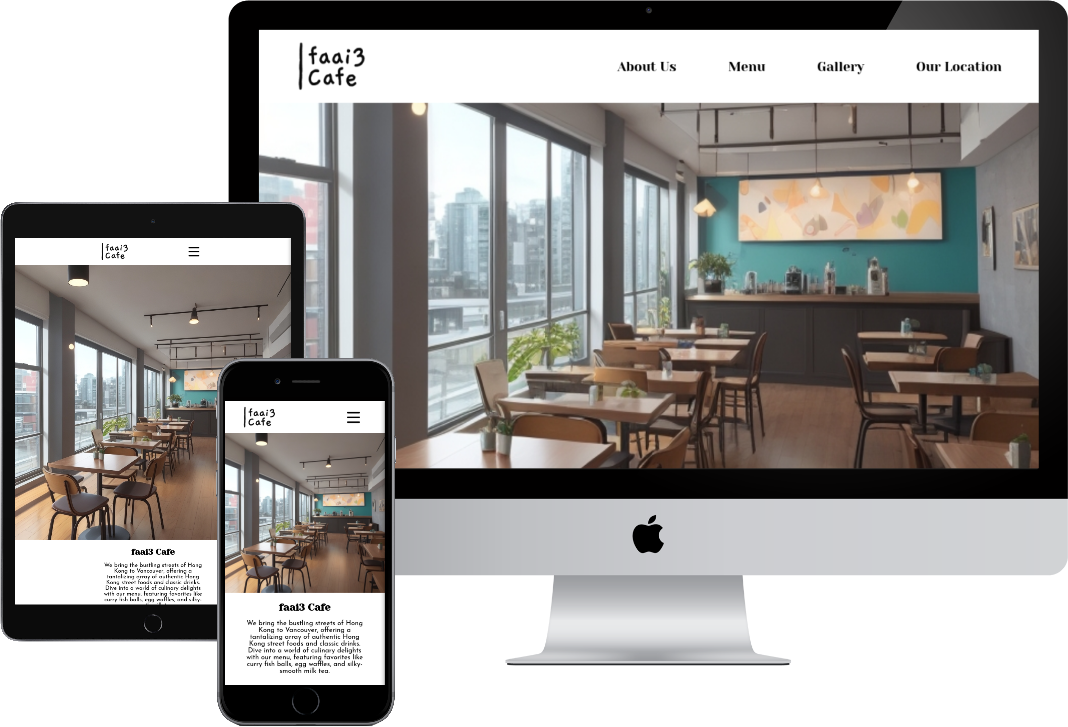 faai3
Cafe
About Us
Menu
Gallery
Our Location
faai3
Cafe
faai3 Cafe
We bring the bustling streets of Hong
Kong to Vancouver, offering a
tantalizing array of authentic Hong
Kong street foods and classic drinks.
Dive into a world of culinary delights
with our menu, featuring favorites like
curry fish balls, egg waffles, and silky-
faai3
Cafe
faai3 Cafe
We bring the bustling streets of Hong
Kong to Vancouver, offering a
tantalizing array of authentic Hong
Kong street foods and classic drinks.
Dive into a world of culinary delights
with our menu, featuring favorites like
curry fish balls, egg waffles, and silky-
smooth milk tea.